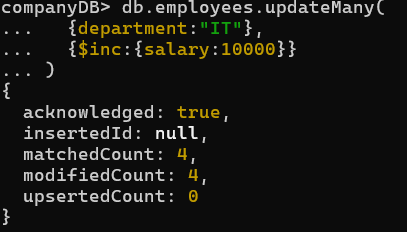 companyDB> db.employees.updateMany(
...   {department:"IT"},
...   {$inc:{salary:10000}}
... )
{
  acknowledged: true,
  insertedId: null,
  matchedCount: 4,
  modifiedCount: 4,
  upsertedCount: 0
}